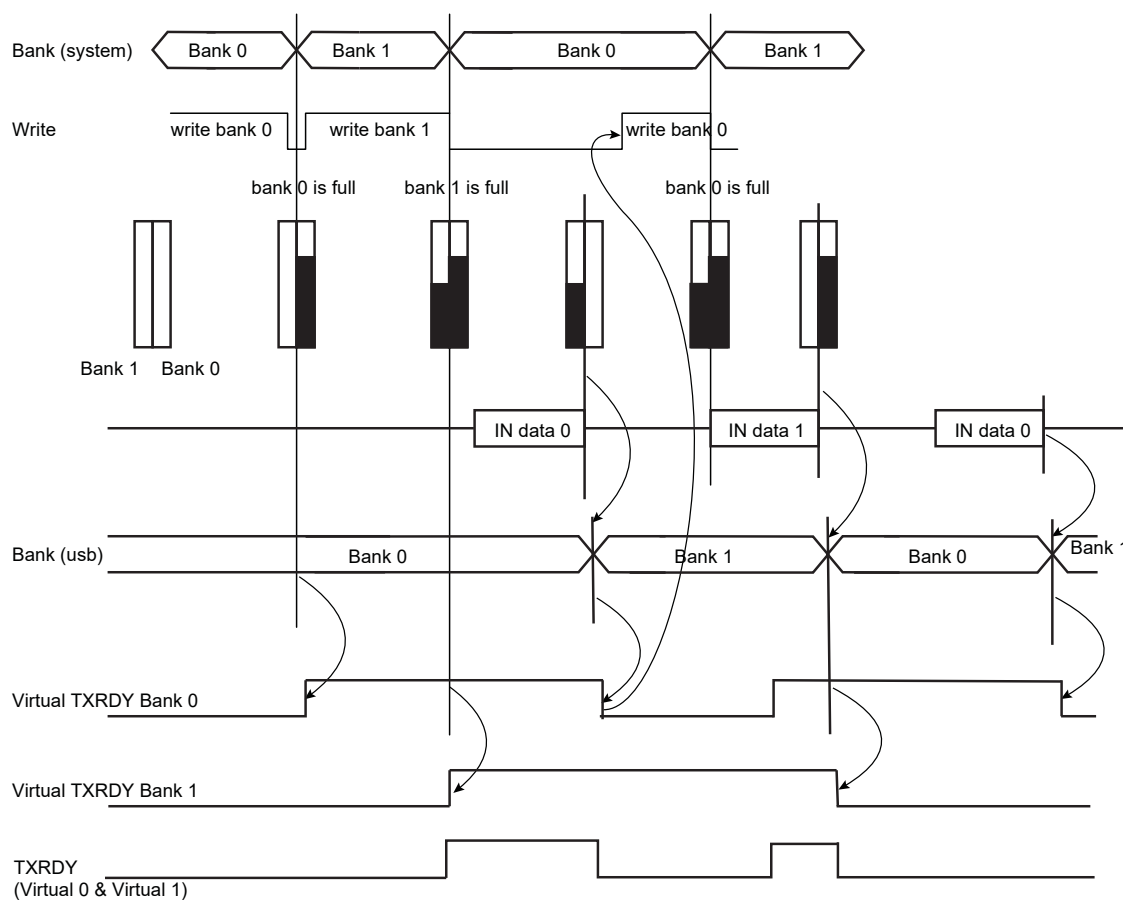 Bank (system)
Bank 0
Bank 1
Bank 0
Bank 1
Write
write bank 0
write bank 1
write bank 0
bank 0 is full
bank 1 is full
bank 0 is full
Bank 1
Bank 0
IN data 0
IN data 1
IN data 0
Bank (usb)
Bank 0
Bank 1
Bank 0
Bank 1
Virtual TXRDY Bank 0
Virtual TXRDY Bank 1
TXRDY
(Virtual 0 & Virtual 1)